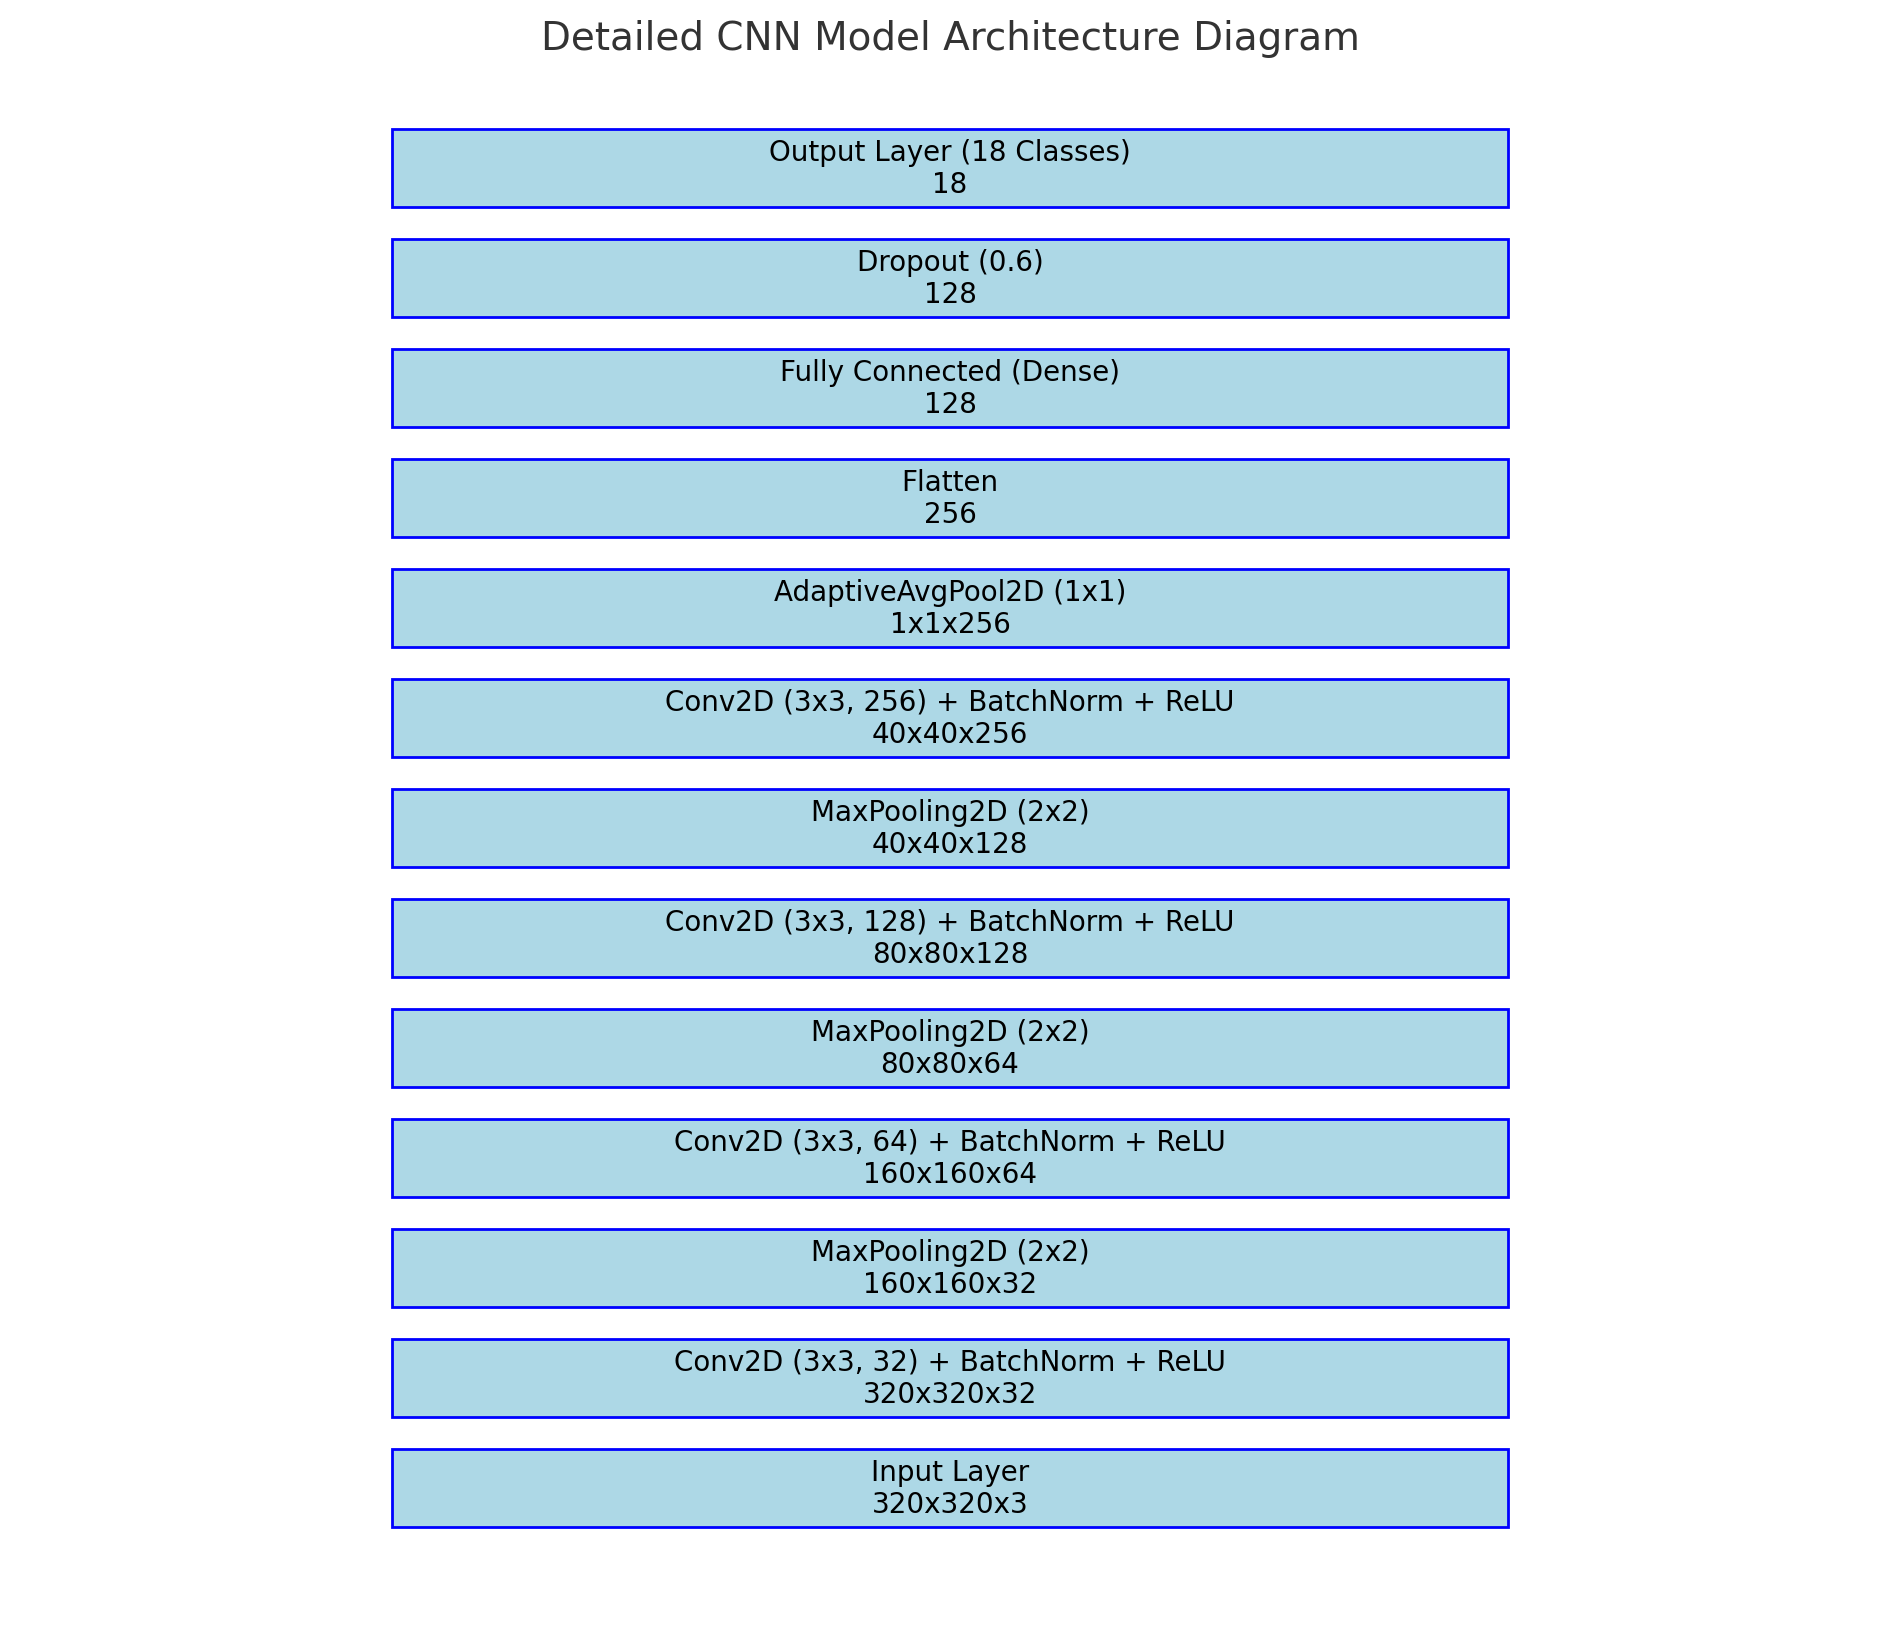 Detailed CNN Model Architecture Diagram
Output Layer (18 Classes)
18
Dropout (0.6)
128
Fully Connected (Dense)
128
Flatten
256
AdaptiveAvgPool2D (1x1)
1x1x256
Conv2D (3x3, 256) + BatchNorm + ReLU
40x40x256
MaxPooling2D (2x2)
40x40x128
Conv2D (3x3, 128) + BatchNorm + ReLU
80x80x128
MaxPooling2D (2x2)
80x80x64
Conv2D (3x3, 64) + BatchNorm + ReLU
160x160x64
MaxPooling2D (2x2)
160x160x32
Conv2D (3x3, 32) + BatchNorm + ReLU
320x320x32
Input Layer
320x320x3